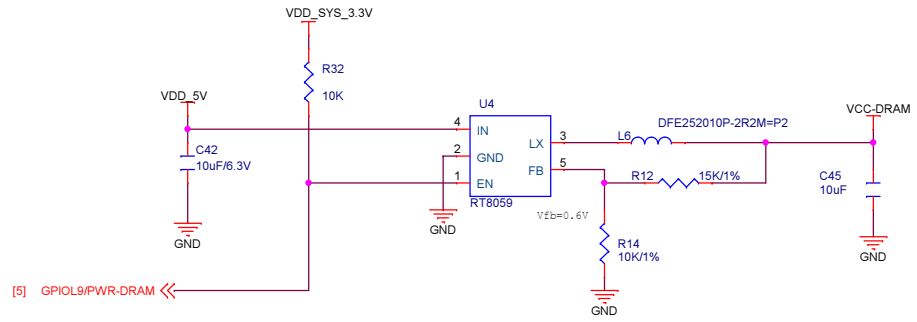 VDD_SYS_3.3V
R32
10K
VDD_5V
U4
VCC-DRAM
DFE252010P-2R2M=P2
4
IN
LX
3
L6
C42
10uF/6.3V
2
GND
FB
5
1
EN
R12
15K/1%
C45
10uF
RT8059
Vfb=0.6V
GND
GND
R14
10K/1%
GND
[5] GPIOL9/PWR-DRAM
GND